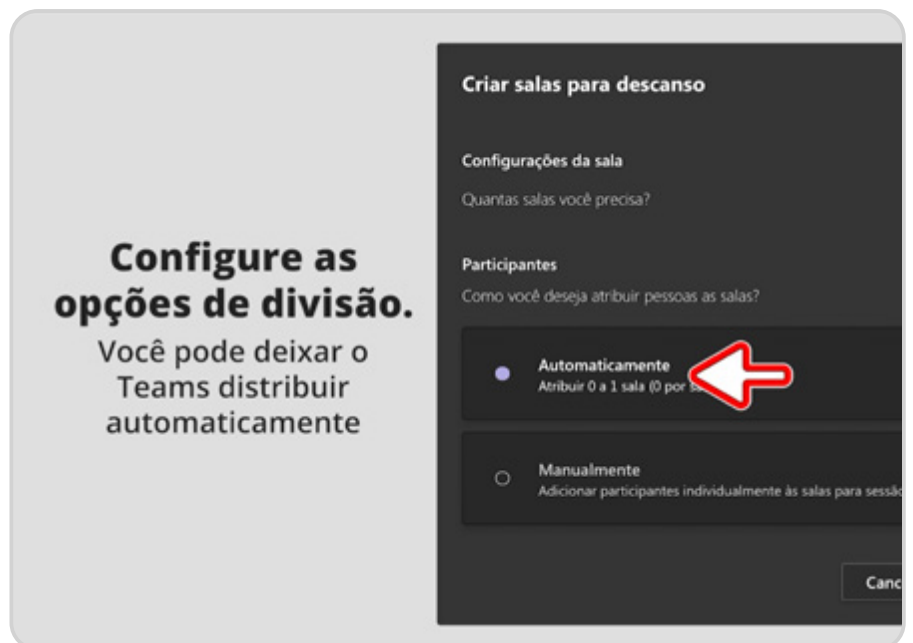 Configure as
opções de divisão.
Você pode deixar o
Teams distribuir
automaticamente
Criar salas para descanso
Configurações da sala
Quantas salas você precisa?
Participantes
Como você deseja atribuir pessoas as salas?
Automaticamente
Atribuir 0 a 1 sala (0 por
Manualmente
Adicionar participantes individualmente às salas para